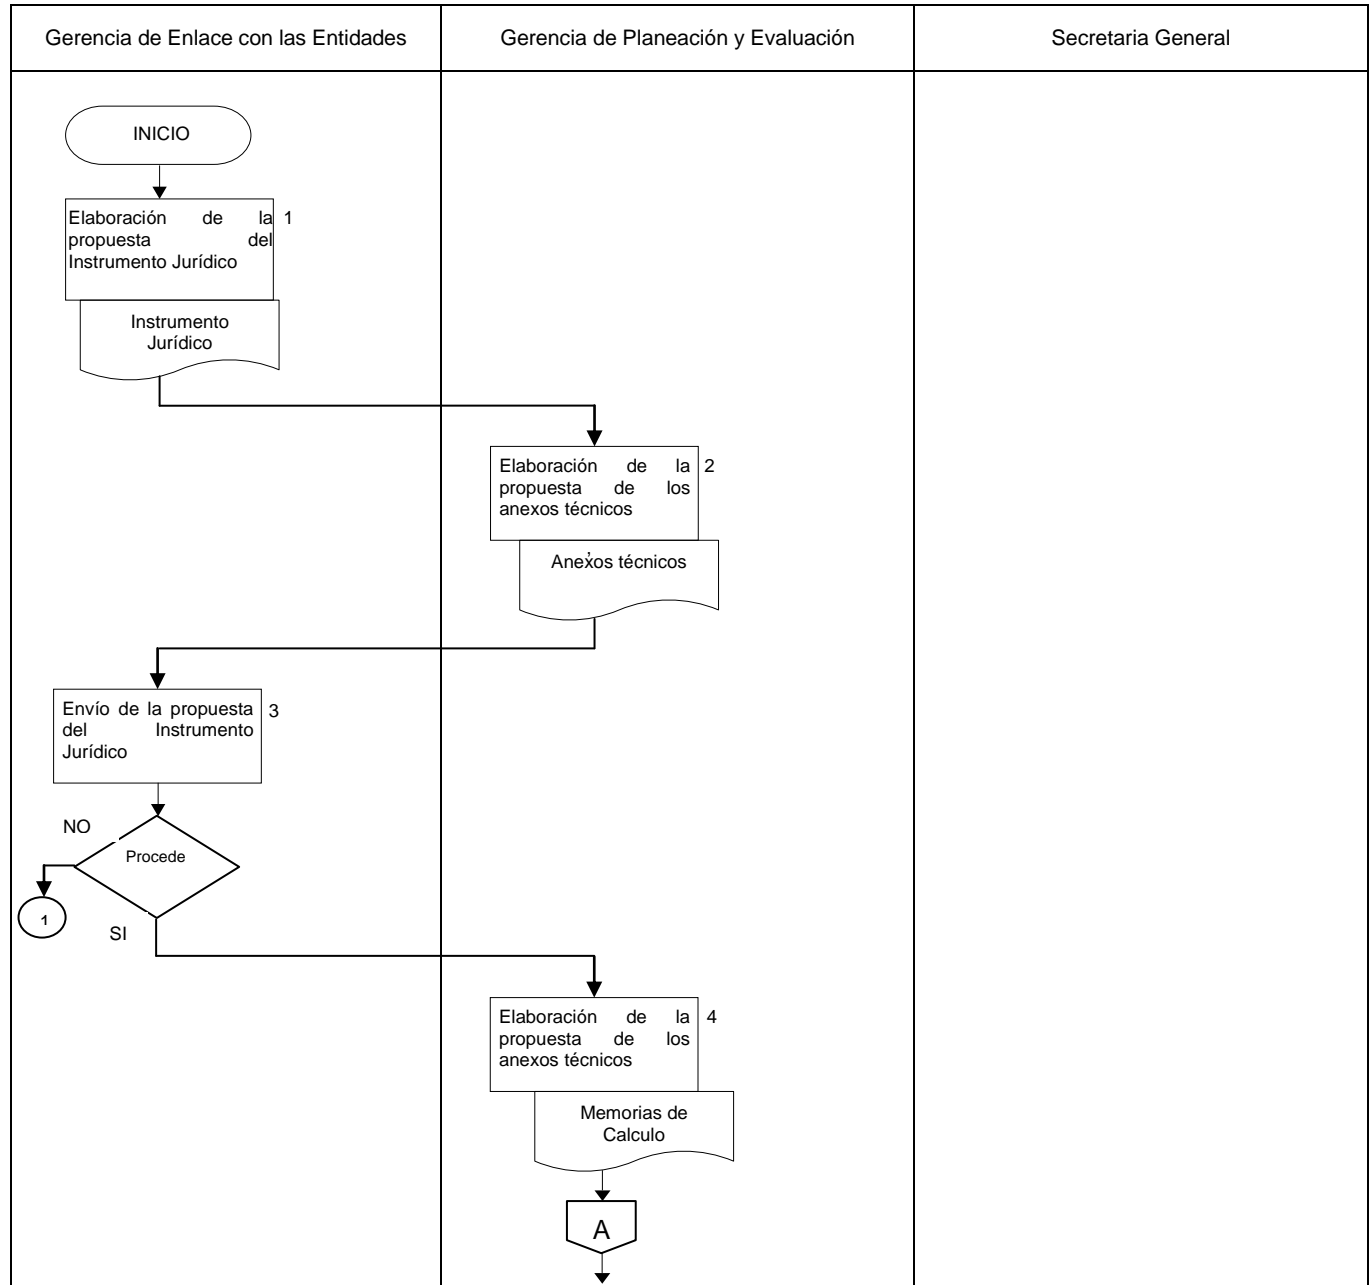 Gerencia de Enlace con las Entidades
Gerencia de Planeación y Evaluación
Secretaria General
INICIO
Elaboración de la 1
propuesta del
Instrumento Jurídico
Instrumento
Jurídico
Elaboración de la 2
propuesta de los
anexos técnicos
Anexos técnicos
Envío de la propuesta 3
del Instrumento
Jurídico
NO
Procede
1
SI
Elaboración de la 4
propuesta de los
anexos técnicos
Memorias de
Calculo
A